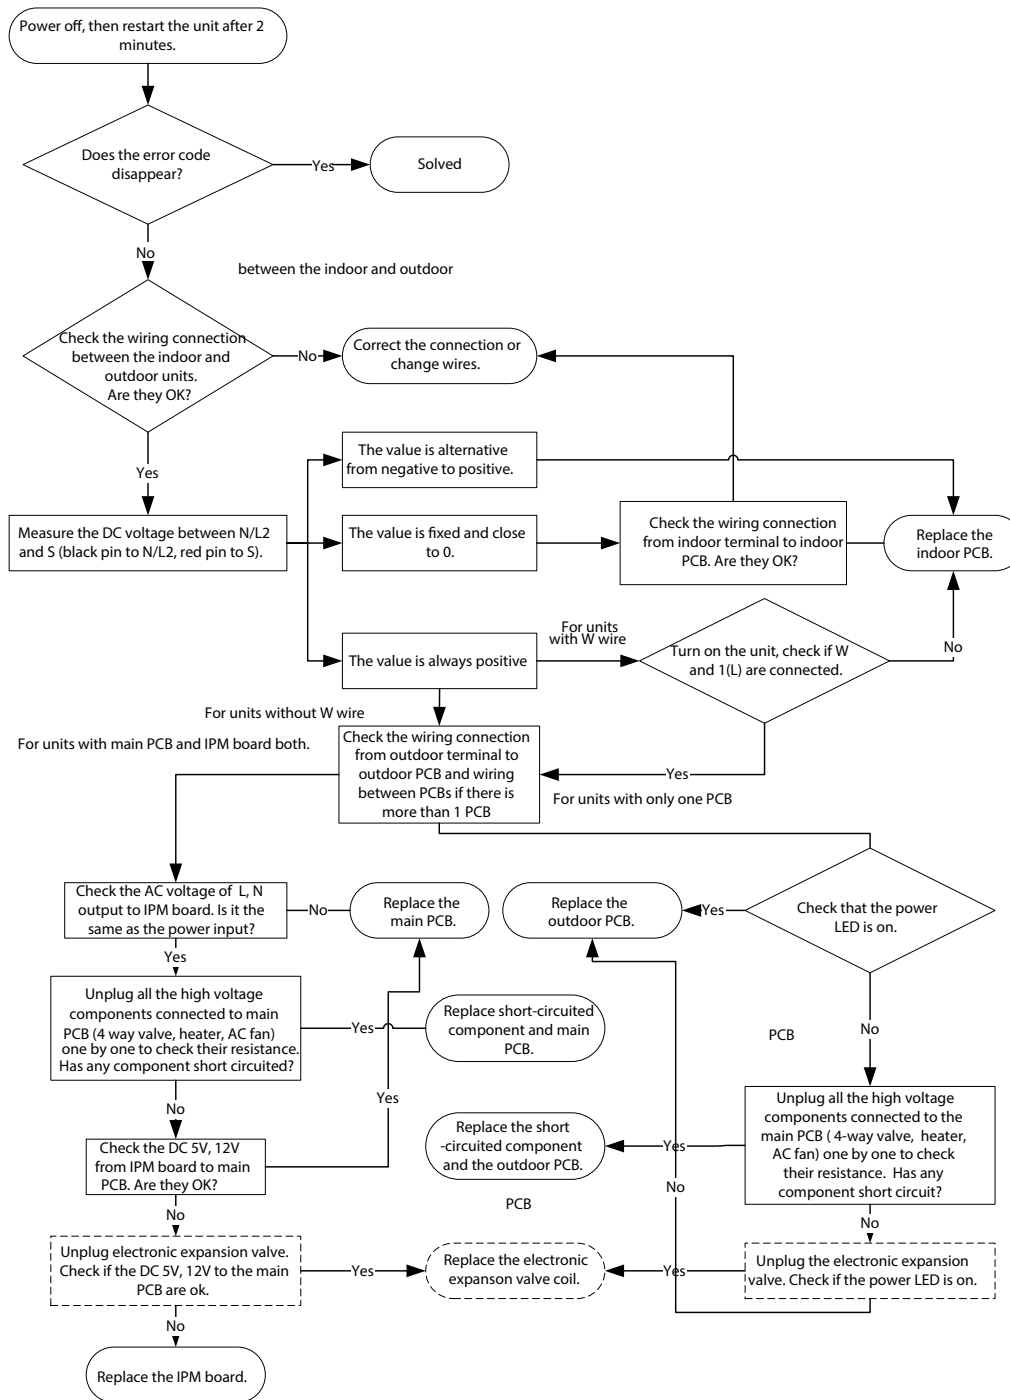 Power off, then restart the unit after 2
minutes.
Does the error code
disappear?
Yes
Solved
No
between the indoor and outdoor
Check the wiring connection
between the indoor and
outdoor units.
Are they OK?
No
Correct the connection or
change wires.
Yes
The value is alternative
from negative to positive.
Measure the DC voltage between N/L2
and S (black pin to N/L2, red pin to S).
The value is fixed and close
to 0.
Check the wiring connection
from indoor terminal to indoor
PCB. Are they OK?
Replace the
indoor PCB.
The value is always positive
For units
with W wire
Turn on the unit, check if W
and 1(L) are connected.
No
For units without W wire
For units with main PCB and IPM board both.
Check the wiring connection
from outdoor terminal to
outdoor PCB and wiring
between PCBs if there is
more than 1 PCB
Yes
For units with only one PCB
Check the AC voltage of L, N
output to IPM board. Is it the
same as the power input?
No
Replace the
main PCB.
Replace the
outdoor PCB.
Yes
Check that the power
LED is on.
Yes
Unplug all the high voltage
components connected to main
PCB (4 way valve, heater, AC fan)
one by one to check their resistance.
Has any component short circuited?
Yes
Replace short-circuited
component and main
PCB.
No
PCB
Yes
No
Check the DC 5V, 12V
from IPM board to main
PCB. Are they OK?
Replace the short
-circuited component
and the outdoor PCB.
Yes
Unplug all the high voltage
components connected to the
main PCB ( 4-way valve, heater,
AC fan) one by one to check
their resistance. Has any
component short circuit?
No
PCB
No
No
Unplug electronic expansion valve.
Check if the DC 5V, 12V to the main
PCB are ok.
Yes
Replace the electronic
expanson valve coil.
Yes
Unplug the electronic expansion
valve. Check if the power LED is on.
No
Replace the IPM board.